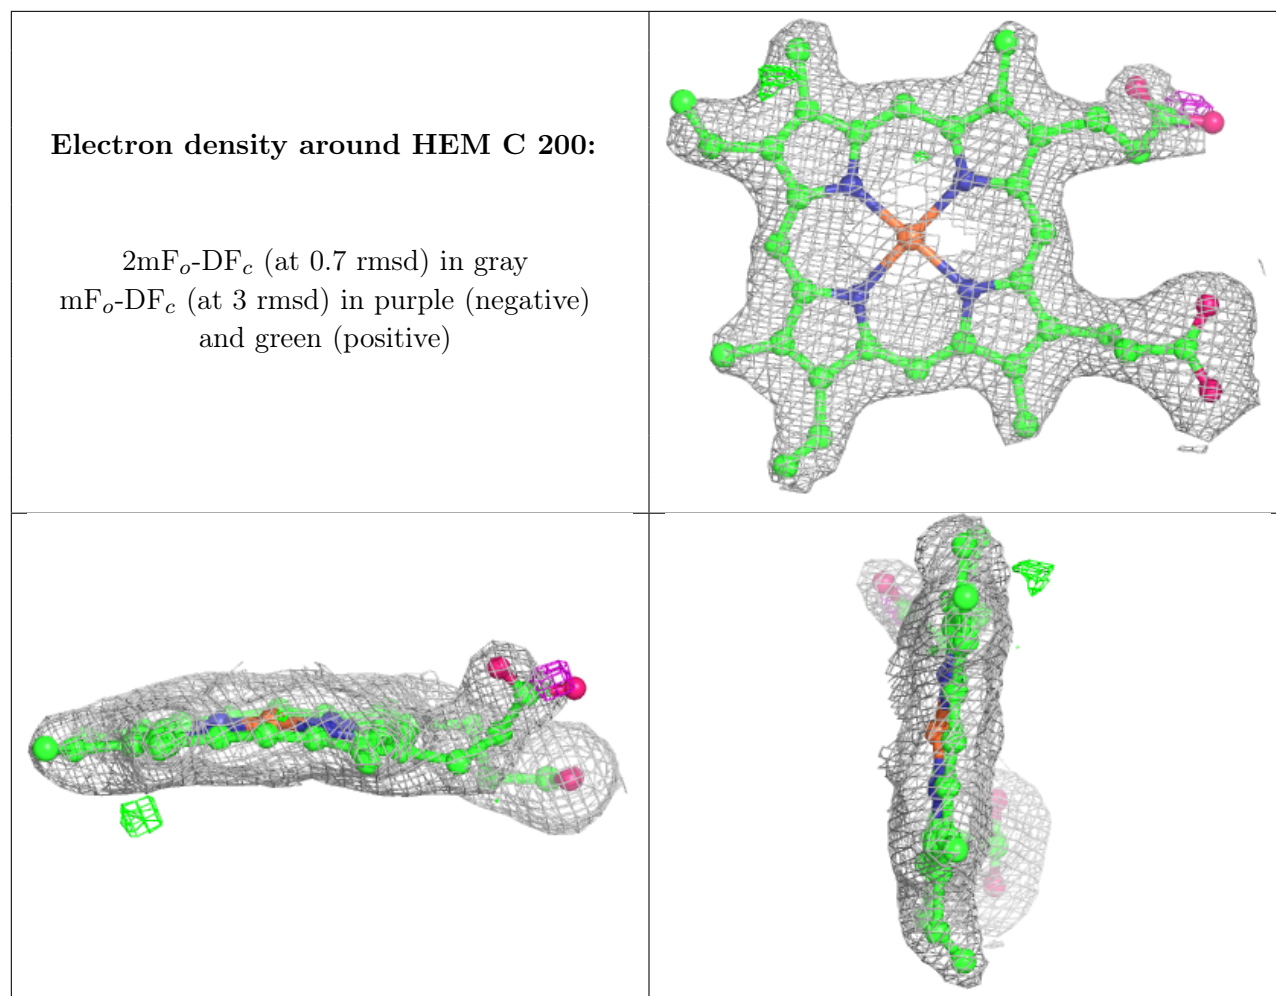 Electron density around HEM C 200:
2mFₒ-DF𝒸 (at 0.7 rmsd) in gray
mFₒ-DF𝒸 (at 3 rmsd) in purple (negative)
and green (positive)